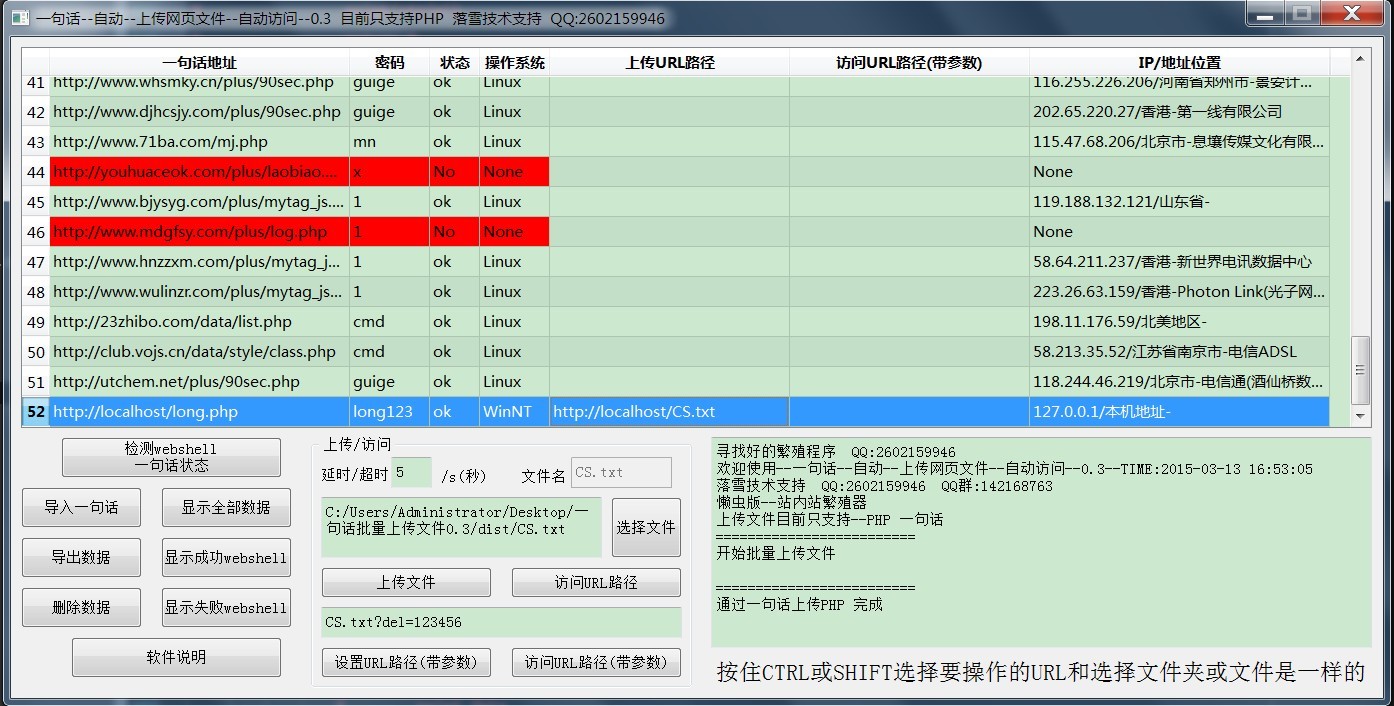 一句话--自动--上传网页文件--自动访问--0.3 目前只支持PHP 落雪技术支持 QQ:2602159946
一句话地址 密码 状态 操作系统 上传URL路径 访问URL路径(带参数) IP/地址位置
41 http://www.whsmky.cn/plus/90sec.php guige ok Linux 116.255.226.206/河南省郑州市-景安计...
42 http://www.djhcsjy.com/plus/90sec.php guige ok Linux 202.65.220.27/香港-第一线有限公司
43 http://www.71ba.com/mj.php mn ok Linux 115.47.68.206/北京市-息壤传媒文化有限...
44 http://youhuaceok.com/plus/laobiao.... x No None None
45 http://www.bjysyg.com/plus/mytag_js.... 1 ok Linux 119.188.132.121/山东省-
46 http://www.mdgfsy.com/plus/log.php 1 No None None
47 http://www.hnzzxm.com/plus/mytag_j... 1 ok Linux 58.64.211.237/香港-新世界电讯数据中心
48 http://www.wulinzr.com/plus/mytag_js... 1 ok Linux 223.26.63.159/香港-Photon Link(光子网...
49 http://23zhibo.com/data/list.php cmd ok Linux 198.11.176.59/北美地区-
50 http://club.vojs.cn/data/style/class.php cmd ok Linux 58.213.35.52/江苏省南京市-电信ADSL
51 http://utchem.net/plus/90sec.php guige ok Linux 118.244.46.219/北京市-电信通(酒仙桥数...
52 http://localhost/long.php long123 ok WinNT http://localhost/CS.txt 127.0.0.1/本机地址-
检测webshell
一句话状态
导入一句话 显示全部数据
导出数据 显示成功webshell
删除数据 显示失败webshell
软件说明
上传/访问
延时/超时 5 /s(秒) 文件名 CS.txt
C:/Users/Administrator/Desktop/一
句话批量上传文件0.3/dist/CS.txt
选择文件
上传文件 访问URL路径
CS.txt?del=123456
设置URL路径(带参数) 访问URL路径(带参数)
寻找好的繁殖程序 QQ:2602159946
欢迎使用--一句话--自动--上传网页文件--自动访问--0.3--TIME:2015-03-13 16:53:05
落雪技术支持 QQ:2602159946 QQ群:142168763
懒虫版--站内站繁殖器
上传文件目前只支持--PHP 一句话
=========================
开始批量上传文件
=========================
通过一句话上传PHP 完成
按住CTRL或SHIFT选择要操作的URL和选择文件夹或文件是一样的